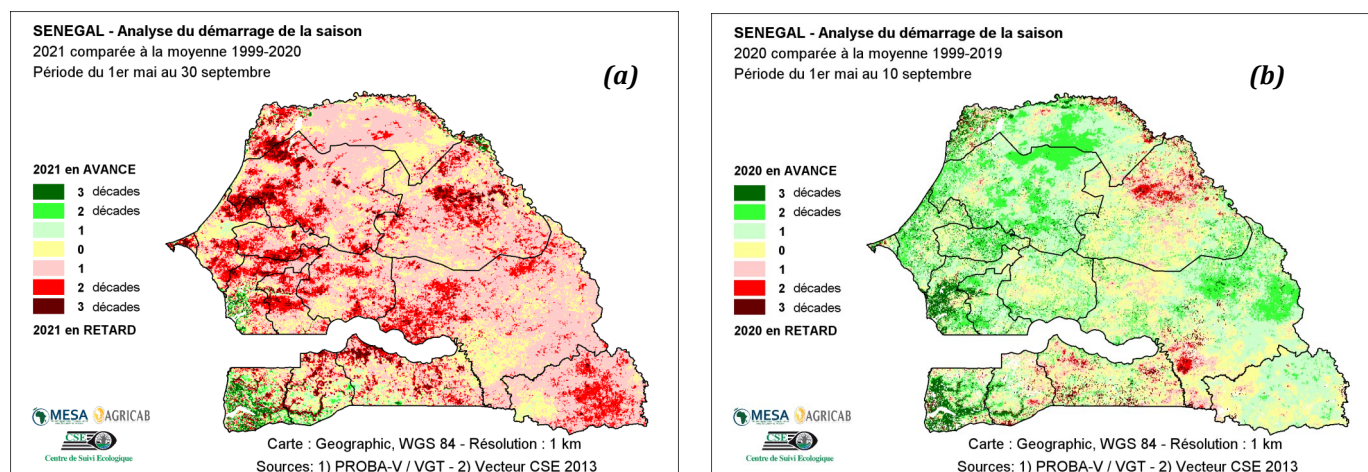 SENEGAL - Analyse du démarrage de la saison
2021 comparée à la moyenne 1999-2020
Période du 1er mai au 30 septembre
(a)
2021 en AVANCE
3 décades
2 décades
1
0
1
2 décades
3 décades
2021 en RETARD
MESA AGRICAB
CSE
Centre de Suivi Ecologique
Carte : Geographic, WGS 84 - Résolution : 1 km
Sources: 1) PROBA-V / VGT - 2) Vecteur CSE 2013
SENEGAL - Analyse du démarrage de la saison
2020 comparée à la moyenne 1999-2019
Période du 1er mai au 10 septembre
(b)
2020 en AVANCE
3 décades
2 décades
1
0
1
2 décades
3 décades
2020 en RETARD
MESA AGRICAB
CSE
Centre de Suivi Ecologique
Carte : Geographic, WGS 84 - Résolution : 1 km
Sources: 1) PROBA-V / VGT - 2) Vecteur CSE 2013